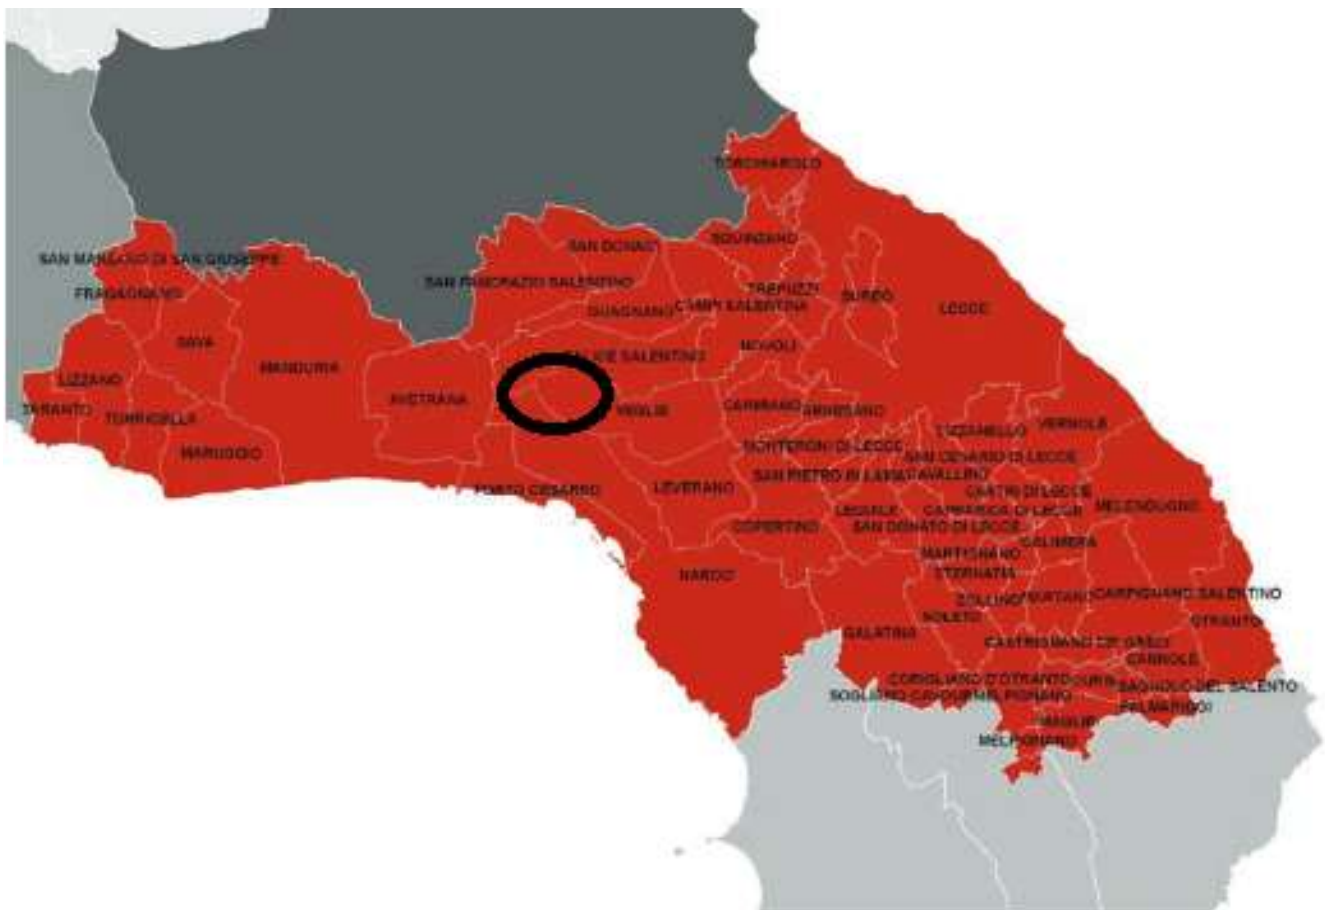 TORCHIAROLO
SQUINZANO
SAN DONACI
SAN MARZANO DI SAN GIUSEPPE
SAN PANCRAZIO SALENTINO
TREPUZZI
FRAGAGNANO
SURBO
GUAGNANO
CAMPI SALENTINA
LECCE
SAVA
NOVOLI
SALICE SALENTINO
MANDURIA
LIZZANO
AVETRANA
CARMIANO
ARNESANO
TARANTO
VEGLIE
TORRICELLA
VERNOLE
LIZZANELLO
MONTERONI DI LECCE
MARUGGIO
SAN CESARIO DI LECCE
SAN PIETRO IN LAMA
CAVALLINO
PORTO CESAREO
LEVERANO
CASTRI DI LECCE
MELENDUGNO
LEQUILE
CAPRARICA DI LECCE
COPERTINO
SAN DONATO DI LECCE
CALIMERA
MARTIGNANO
STERNATIA
NARDO'
CARPIGNANO SALENTINO
ZOLLINO
MARTANO
SOLETO
OTRANTO
GALATINA
CASTRIGNANO DE' GRECI
CANNOLE
CORIGLIANO D'OTRANTO
CURSI
BAGNOLO DEL SALENTO
SOGLIANO CAVOUR
MELPIGNANO
PALMARIGGI
MAGLIE
MELPIGNANO